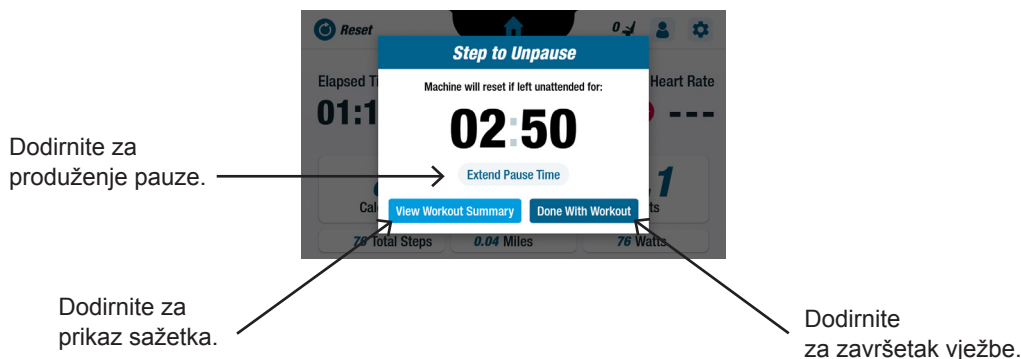 Reset
0
Step to Unpause
Elapsed Ti
Heart Rate
Machine will reset if left unattended for:
01:1
02:50
---
Dodirnite za
produženje pauze.
Extend Pause Time
1
Cal
ts
View Workout Summary
Done With Workout
76 Total Steps
0.04 Miles
76 Watts
Dodirnite za
prikaz sažetka.
Dodirnite
za završetak vježbe.